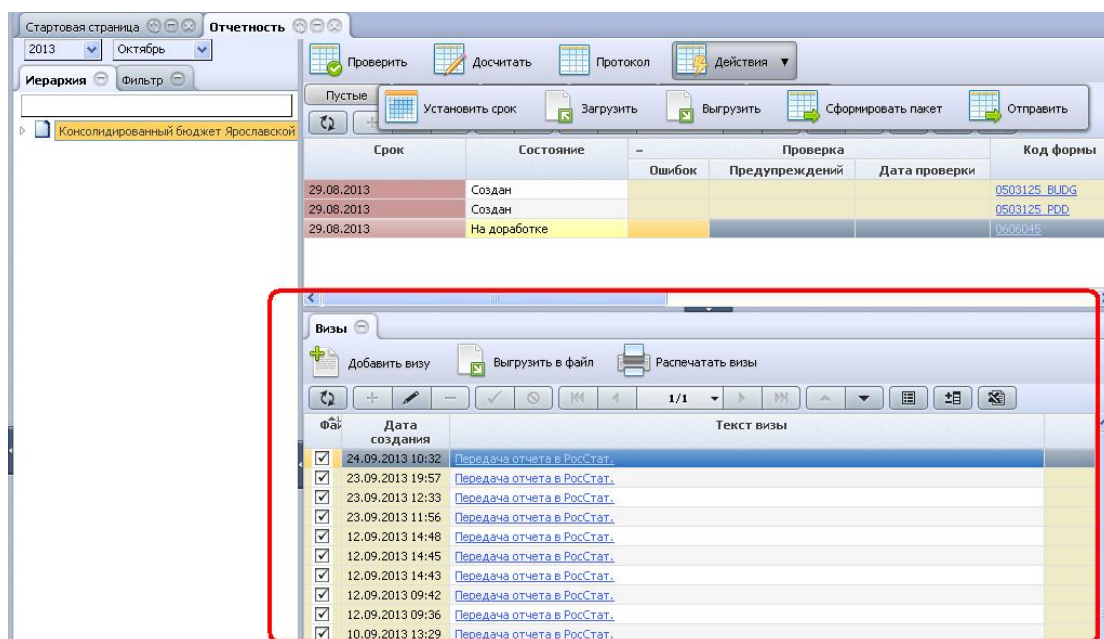 Стартовая страница Отчетность
2013 Октябрь
Иерархия Фильтр
Консолидированный бюджет Ярославской
Проверить Досчитать Протокол Действия
Пустые
Установить срок Загрузить Выгрузить Сформировать пакет Отправить
Срок Состояние – Проверка Код формы
Ошибок Предупреждений Дата проверки
29.08.2013 Создан 0503125_BUDG
29.08.2013 Создан 0503125_PDD
29.08.2013 На доработке 0606045
Визы
Добавить визу Выгрузить в файл Распечатать визы
1/1
Дата создания Текст визы
24.09.2013 10:32 Передача отчета в РосСтат.
23.09.2013 19:57 Передача отчета в РосСтат.
23.09.2013 12:33 Передача отчета в РосСтат.
23.09.2013 11:56 Передача отчета в РосСтат.
12.09.2013 14:48 Передача отчета в РосСтат.
12.09.2013 14:45 Передача отчета в РосСтат.
12.09.2013 14:43 Передача отчета в РосСтат.
12.09.2013 09:42 Передача отчета в РосСтат.
12.09.2013 09:36 Передача отчета в РосСтат.
10.09.2013 13:29 Передача отчета в РосСтат.